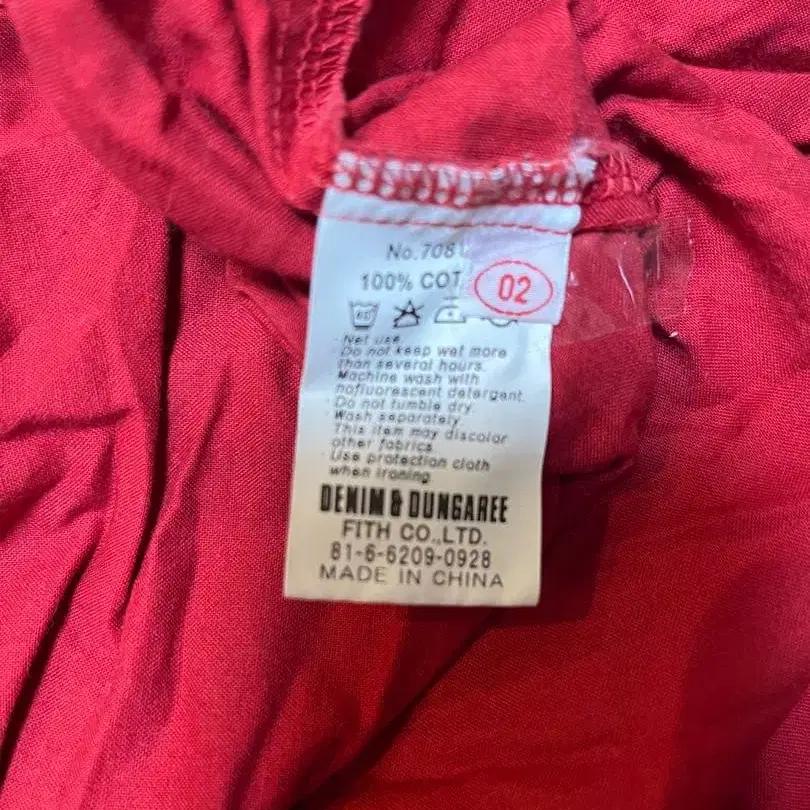 No.708
100% COT
02
Net use.
Do not keep wet more
than several hours.
Machine wash with
nofluorescent detergent.
Do not tumble dry.
Wash separately.
This item may discolor
other fabrics.
Use protection cloth
when ironing
DENIM & DUNGAREE
FITH CO.,LTD.
81-6-6209-0928
MADE IN CHINA